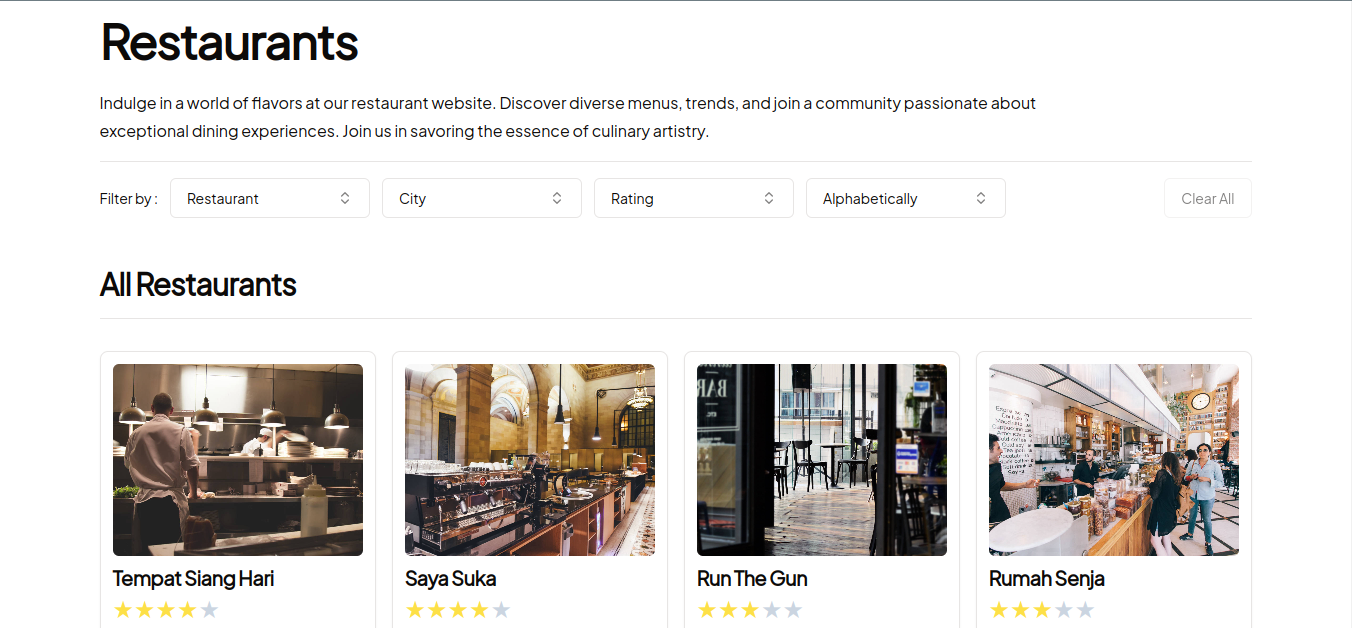 Restaurants
Indulge in a world of flavors at our restaurant website. Discover diverse menus, trends, and join a community passionate about
exceptional dining experiences. Join us in savoring the essence of culinary artistry.
Filter by : Restaurant City Rating Alphabetically Clear All
All Restaurants
BAR
Tempat Siang Hari Saya Suka Run The Gun Rumah Senja